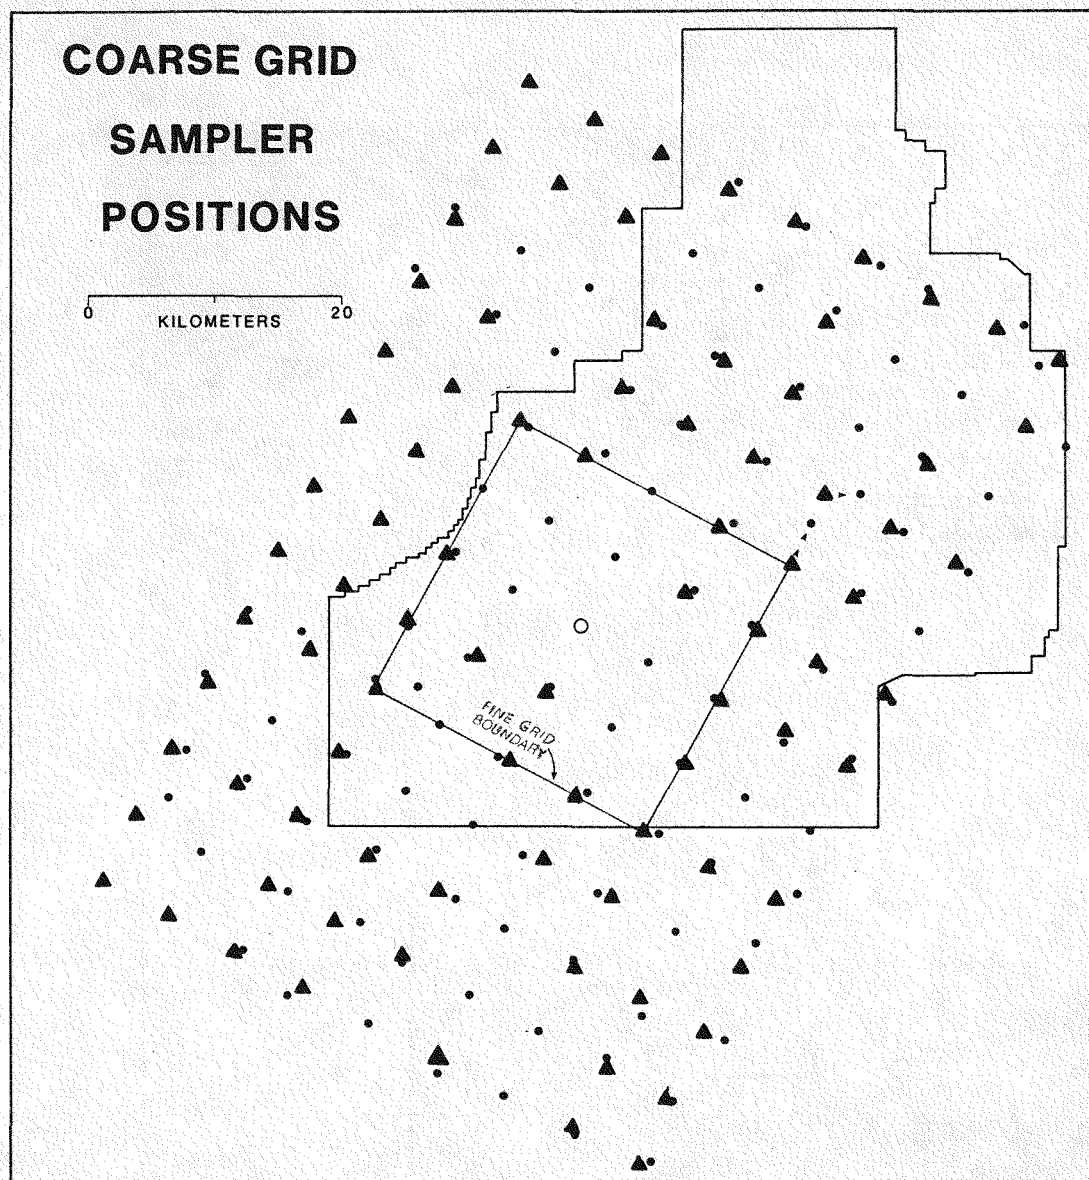 COARSE GRID
SAMPLER
POSITIONS
0 20
KILOMETERS
FINE GRID
BOUNDARY